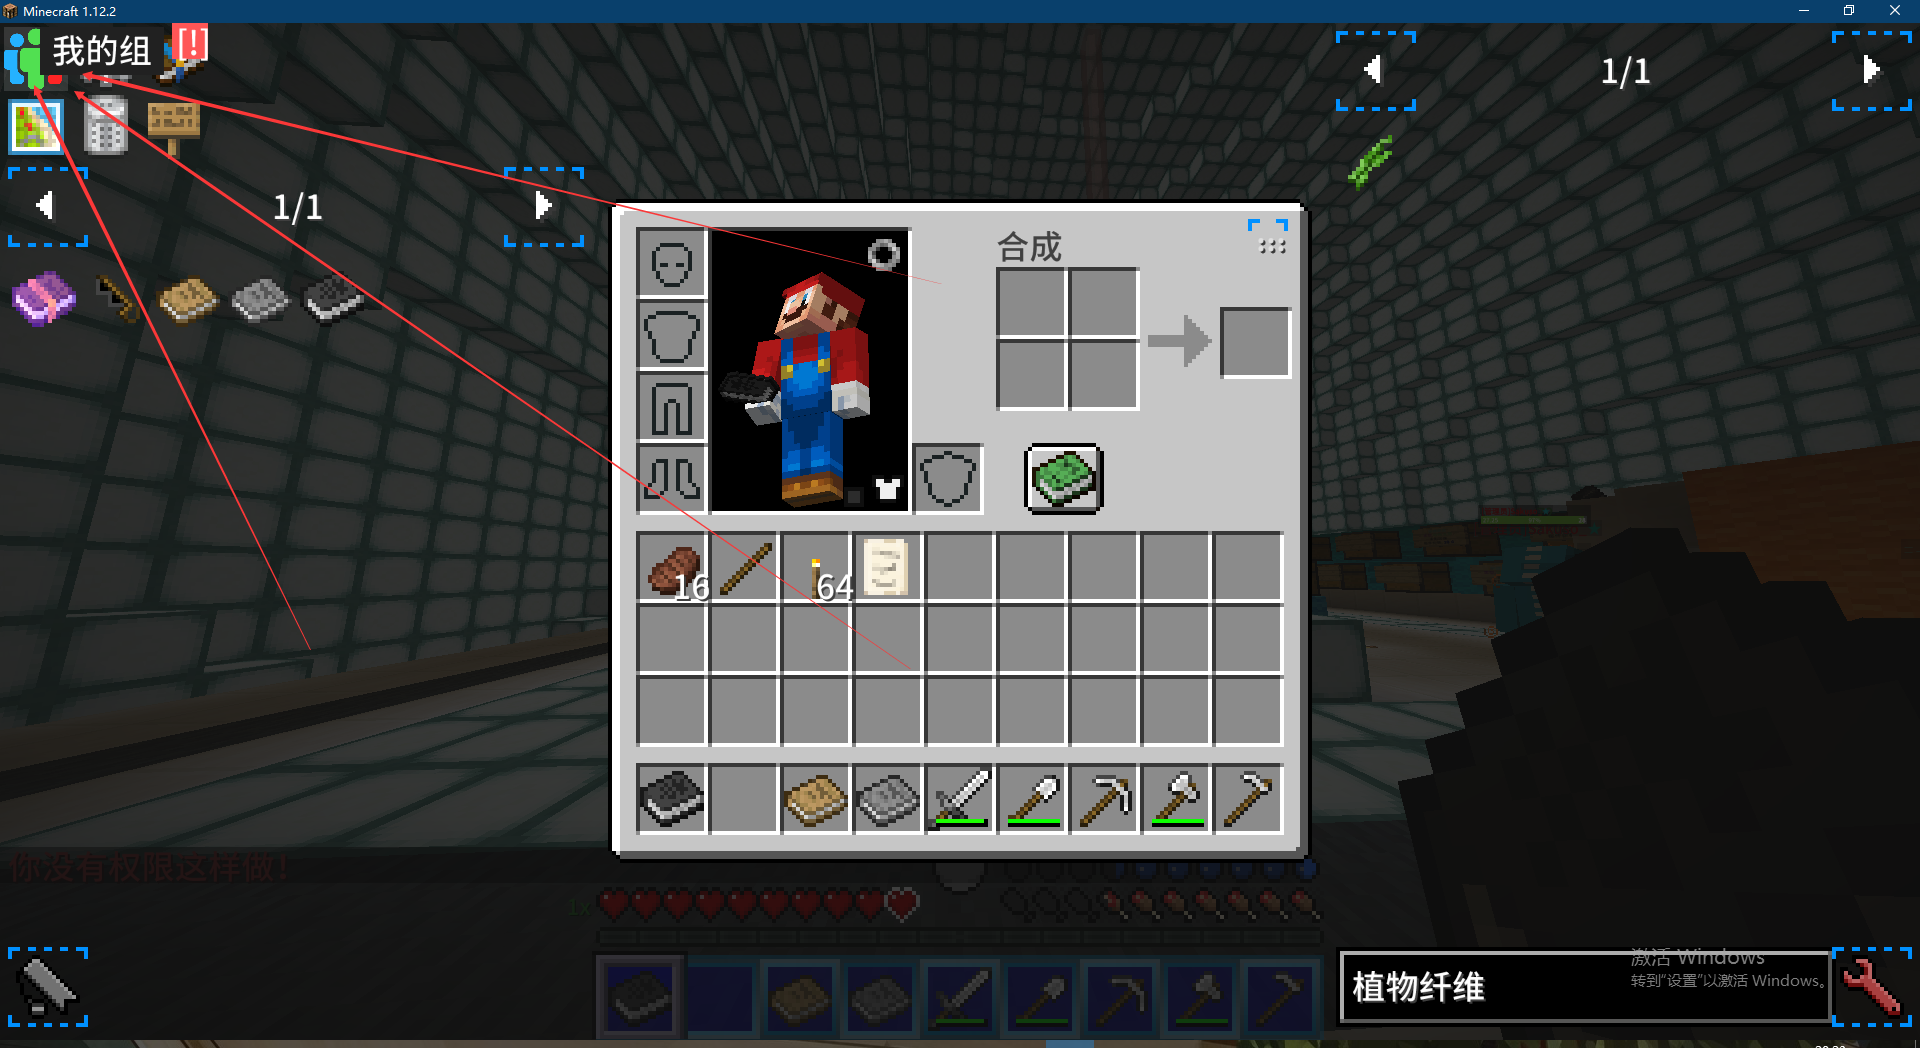 Minecraft 1.12.2
我的组
[!]
1/1
1/1
合成
16
64
你没有权限这样做!
1x
激活 Windows
转到"设置"以激活 Windows。
植物纤维